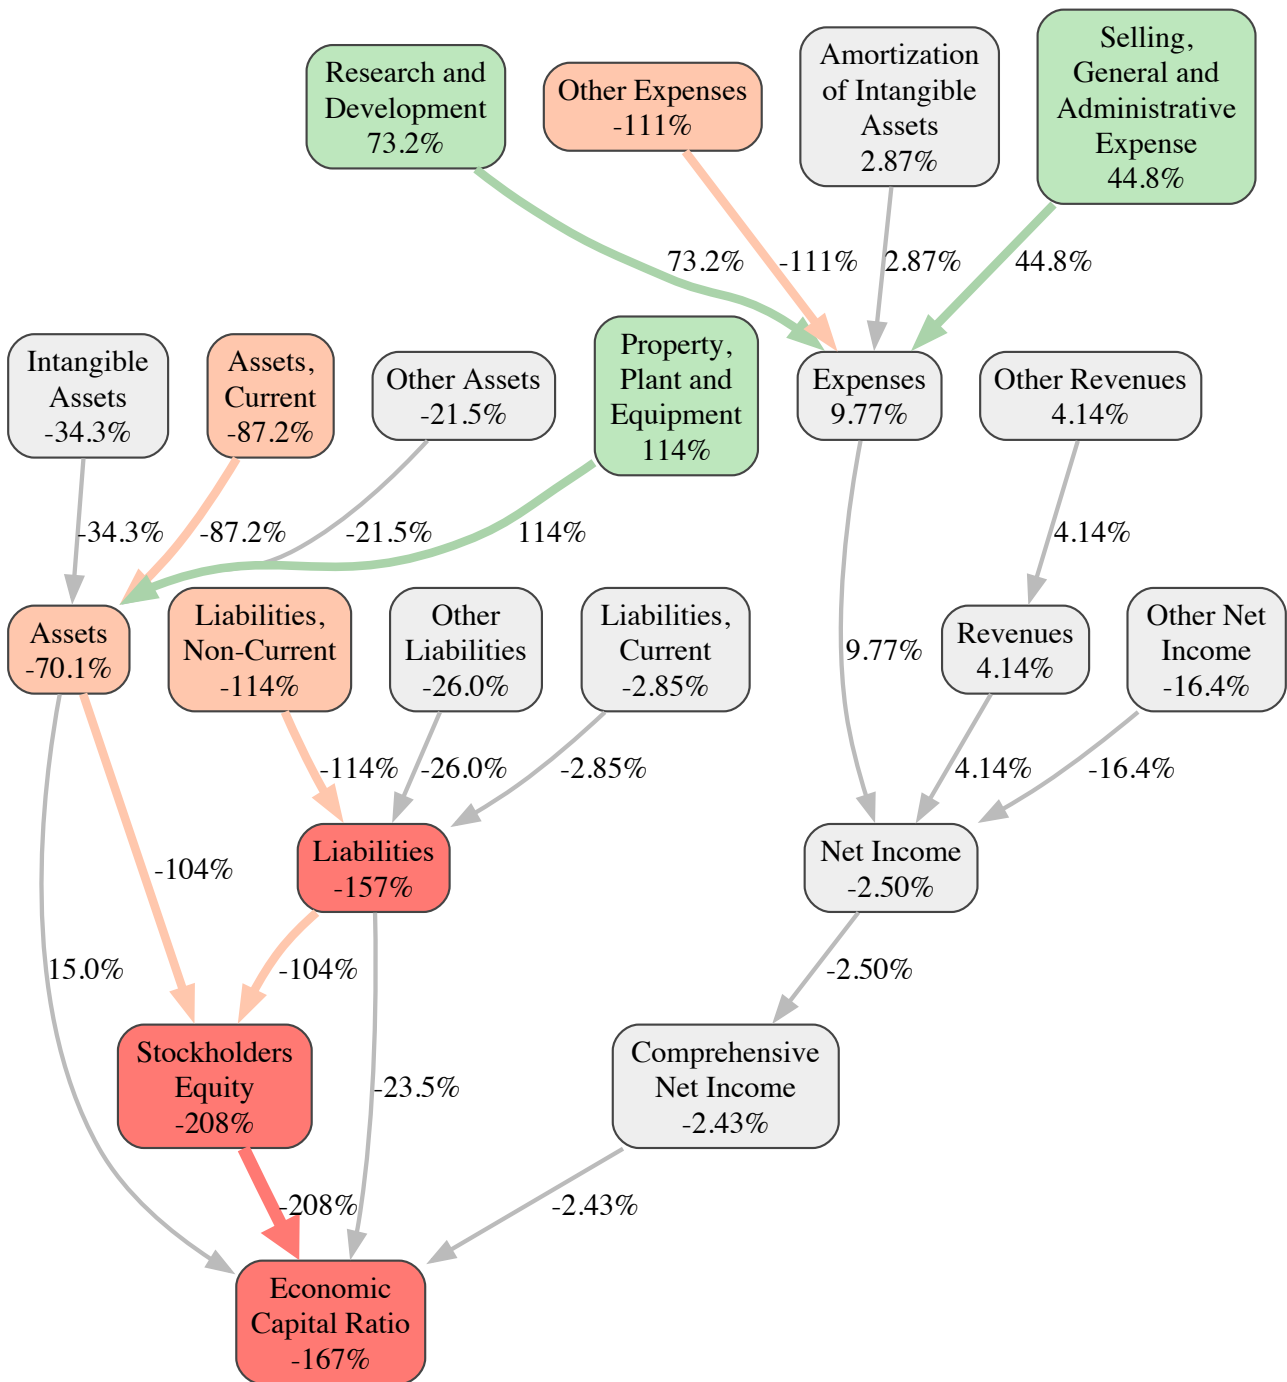 Research and
Development
73.2%
Other Expenses
-111%
Amortization
of Intangible
Assets
2.87%
Selling,
General and
Administrative
Expense
44.8%
73.2%
-111%
2.87%
44.8%
Intangible
Assets
-34.3%
Assets,
Current
-87.2%
Other Assets
-21.5%
Property,
Plant and
Equipment
114%
Expenses
9.77%
Other Revenues
4.14%
-34.3%
-87.2%
-21.5%
114%
4.14%
Assets
-70.1%
Liabilities,
Non-Current
-114%
Other
Liabilities
-26.0%
Liabilities,
Current
-2.85%
9.77%
Revenues
4.14%
Other Net
Income
-16.4%
-114%
-26.0%
-2.85%
4.14%
-16.4%
-104%
Liabilities
-157%
Net Income
-2.50%
15.0%
-104%
-2.50%
Stockholders
Equity
-208%
-23.5%
Comprehensive
Net Income
-2.43%
-208%
-2.43%
Economic
Capital Ratio
-167%